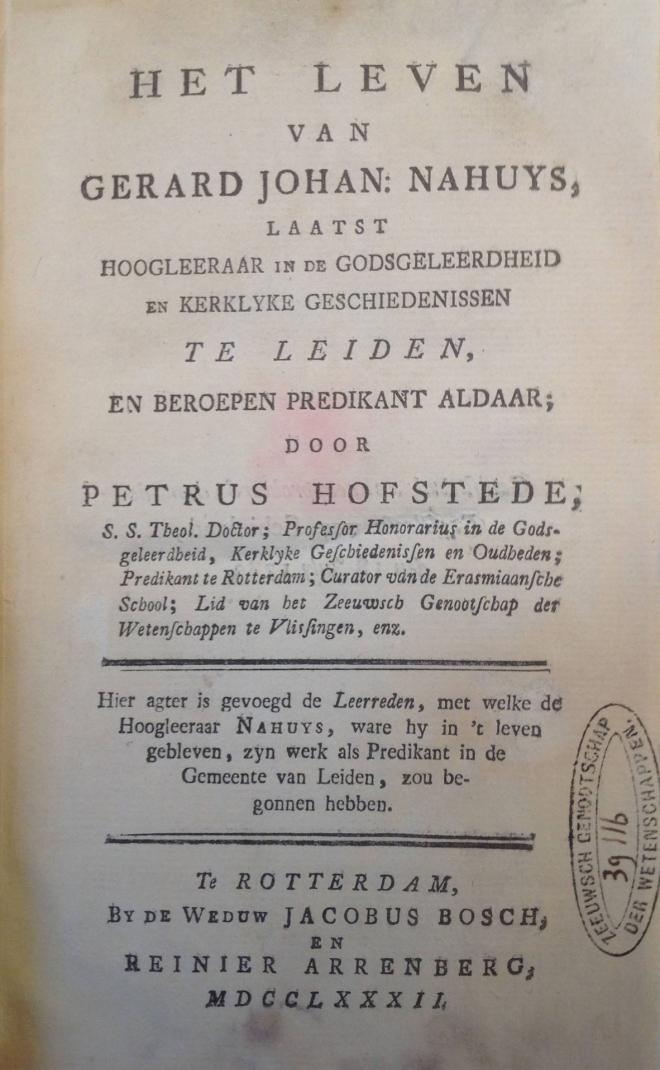 HET LEVEN
VAN
GERARD JOHAN: NAHUYS,
LAATST
HOOGLEERAAR IN DE GODSGELEERDHEID
EN KERKLYKE GESCHIEDENISSEN
TE LEIDEN,
EN BEROEPEN PREDIKANT ALDAAR;
DOOR
PETRUS HOFSTEDE;
S. S. Theol. Doctor; Profeſſor Honorarius in de Gods-
geleerdheid, Kerklyke Geſchiedeniſſen en Oudheden;
Predikant te Rotterdam; Curator van de Erasmiaanſche
School; Lid van het Zeeuwsch Genootſchap der
Wetenſchappen te Vlisſingen, enz.
Hier agter is gevoegd de Leerreden, met welke de
Hoogleeraar NAHUYS, ware hy in 't leven
gebleven, zyn werk als Predikant in de
Gemeente van Leiden, zou be-
gonnen hebben.
Te ROTTERDAM,
BY DE WEDUW JACOBUS BOSCH,
EN
REINIER ARRENBERG,
MDCCLXXXII.
ZEEUWSCH GENOOTSCHAP
DER WETENSCHAPPEN.
39